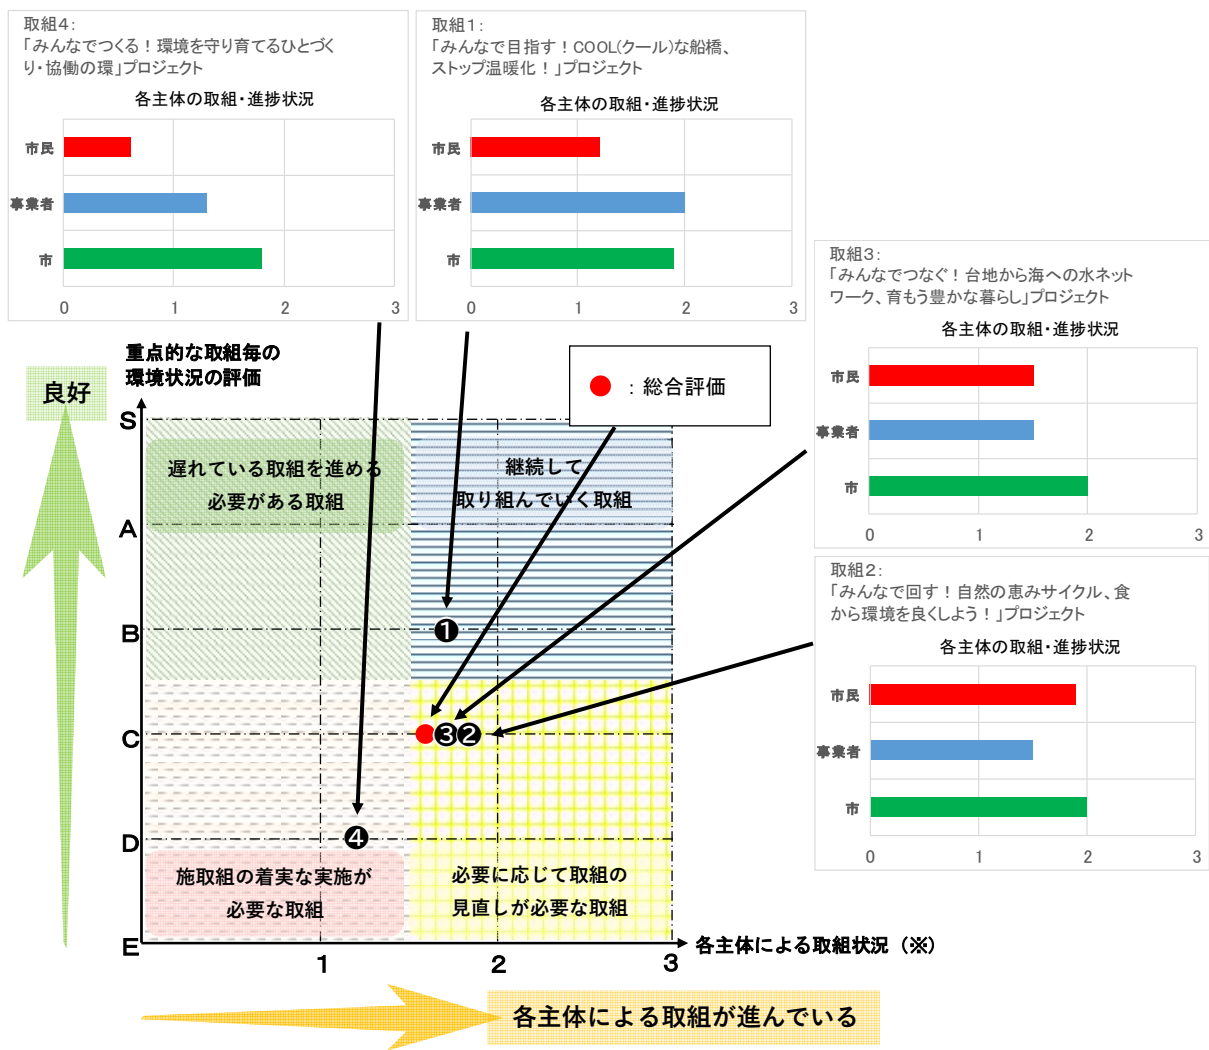 取組4：
「みんなでつくる！環境を守り育てるひとづく
り・協働の環」プロジェクト
各主体の取組・進捗状況
市民
事業者
市
0 1 2 3
取組1：
「みんなで目指す！COOL(クール)な船橋、
ストップ温暖化！」プロジェクト
各主体の取組・進捗状況
市民
事業者
市
0 1 2 3
取組3：
「みんなでつなぐ！台地から海への水ネット
ワーク、育もう豊かな暮らし」プロジェクト
各主体の取組・進捗状況
市民
事業者
市
0 1 2 3
取組2：
「みんなで回す！自然の恵みサイクル、食
から環境を良くしよう！」プロジェクト
各主体の取組・進捗状況
市民
事業者
市
0 1 2 3
重点的な取組毎の
環境状況の評価
良好
：総合評価
S
A
B
C
D
E
遅れている取組を進める
必要がある取組
継続して
取り組んでいく取組
❶
❸❷
❹
施取組の着実な実施が
必要な取組
必要に応じて取組の
見直しが必要な取組
1 2 3
各主体による取組状況（※）
各主体による取組が進んでいる